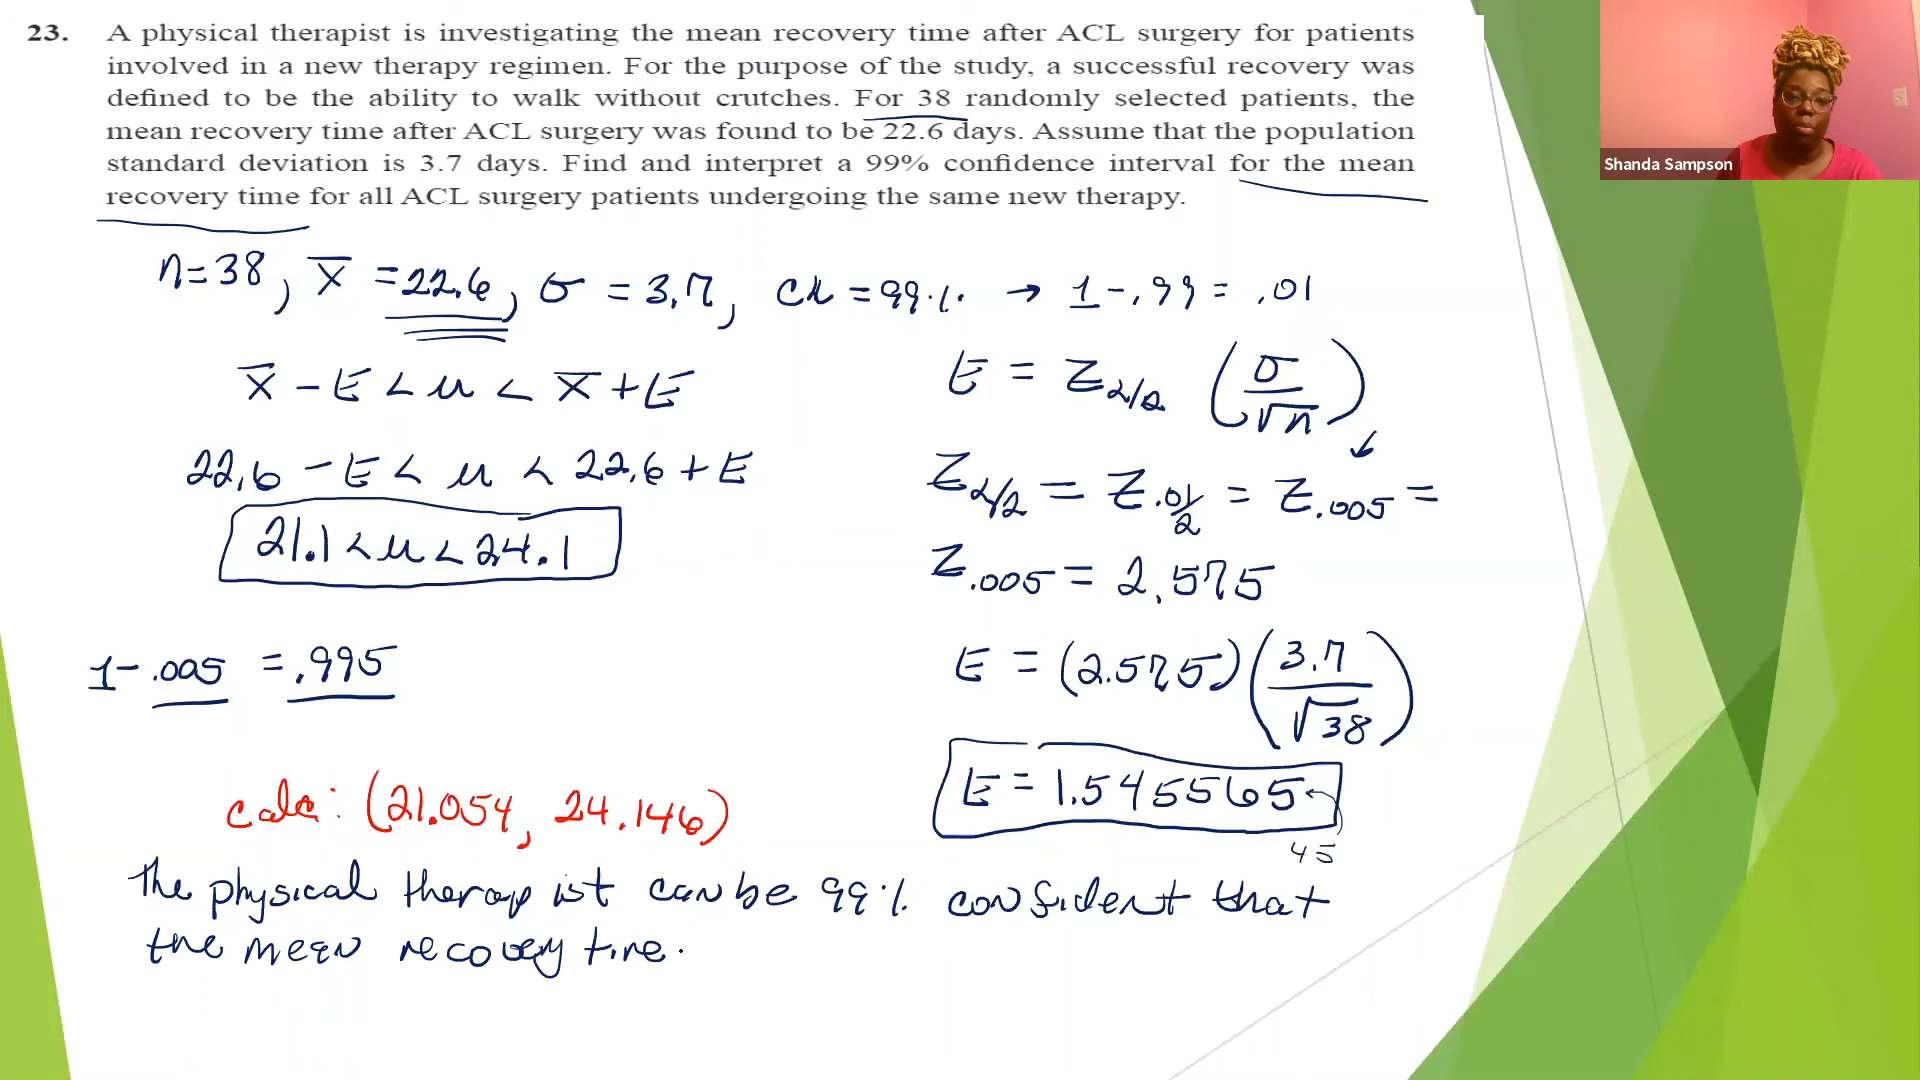 23. A physical therapist is investigating the mean recovery time after ACL surgery for patients
involved in a new therapy regimen. For the purpose of the study, a successful recovery was
defined to be the ability to walk without crutches. For 38 randomly selected patients, the
mean recovery time after ACL surgery was found to be 22.6 days. Assume that the population
standard deviation is 3.7 days. Find and interpret a 99% confidence interval for the mean
recovery time for all ACL surgery patients undergoing the same new therapy.
Shanda Sampson
n=38, x̅ =22.6, σ = 3.7, CL = 99% → 1-.99 = .01
x̅ - E < μ < x̅ + E
22.6 - E < μ < 22.6 + E
21.1 < μ < 24.1
1 - .005 = .995
E = Z α/2 (σ/√n)
Z α/2 = Z .01/2 = Z .005 =
Z .005 = 2.575
E = (2.575)(3.7/√38)
E = 1.545565
45
calc: (21.054, 24.146)
The physical therapist can be 99% confident that
the mean recovery time.